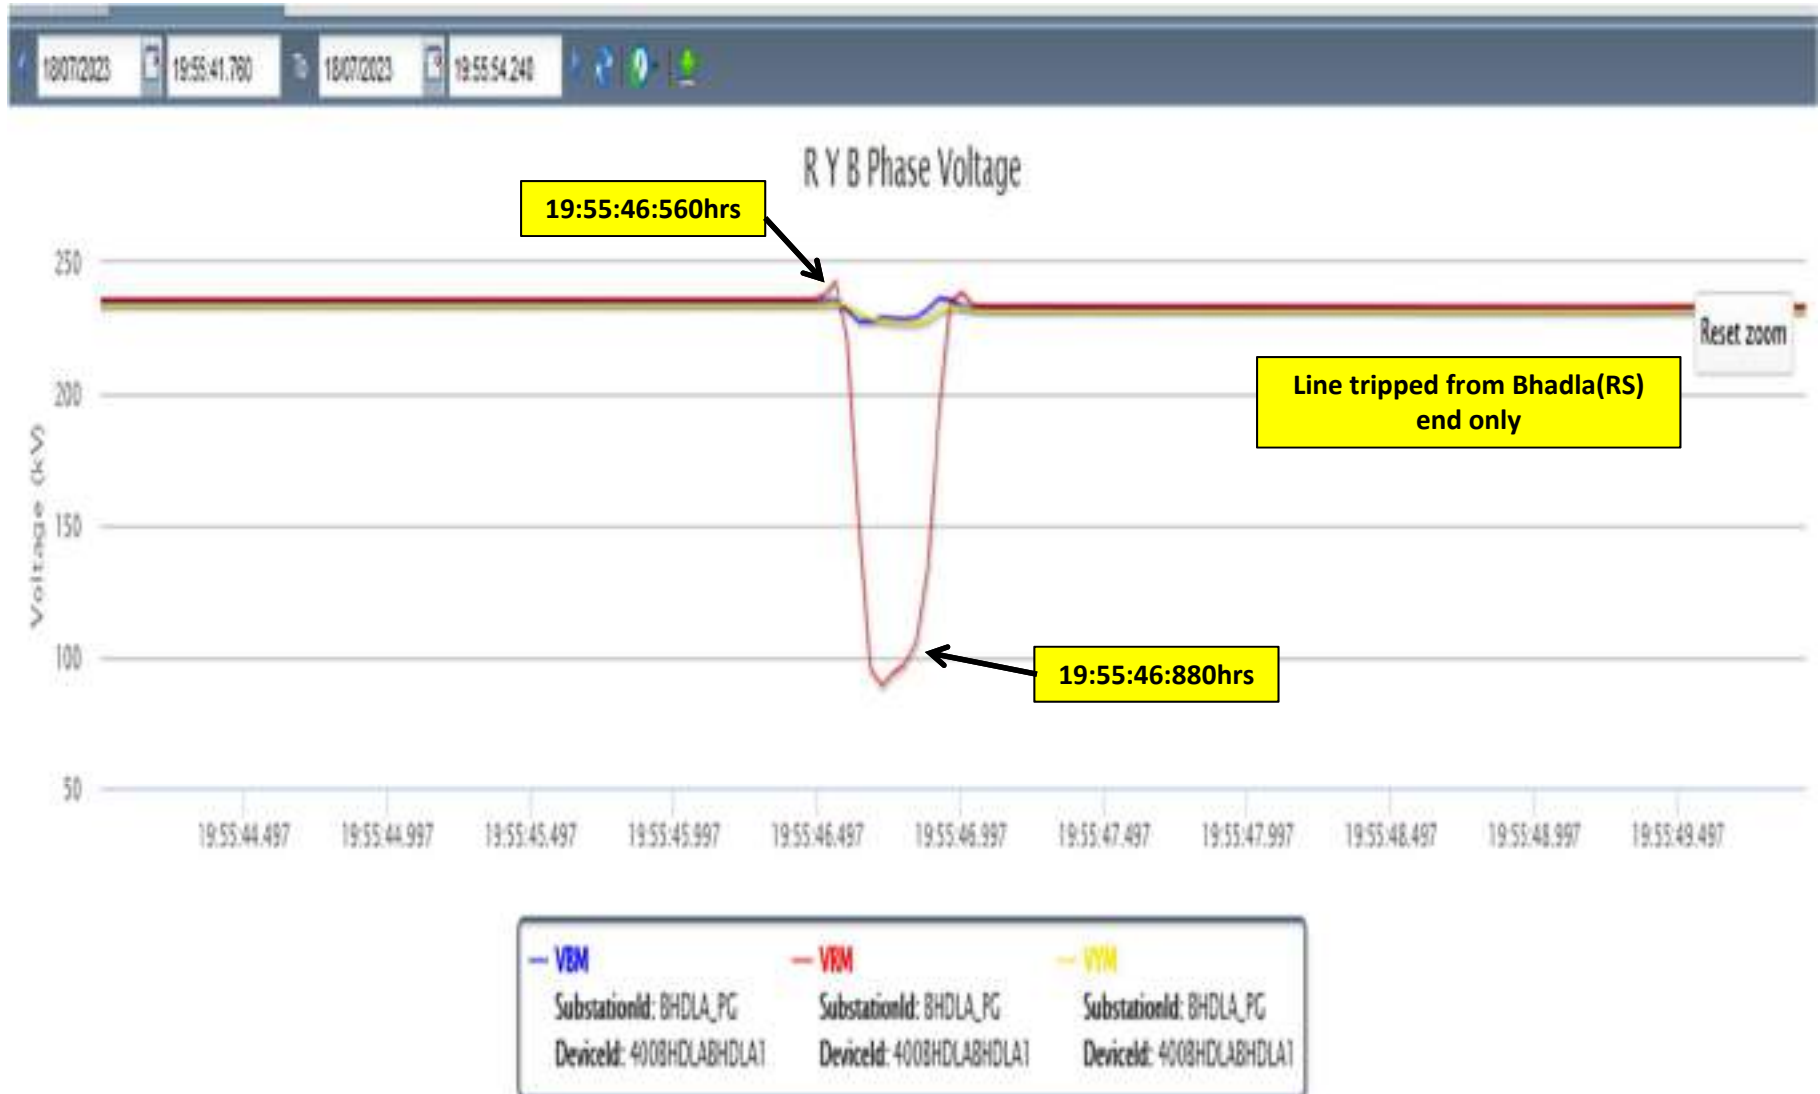 18/07/2023 19:55:41.760 To 18/07/2023 19:55:54.240
R Y B Phase Voltage
19:55:46:560hrs
250
Reset zoom
Line tripped from Bhadla(RS)
end only
200
Voltage (kV)
150
100
19:55:46:880hrs
50
19:55:44.497 19:55:44.997 19:55:45.497 19:55:45.997 19:55:46.497 19:55:46.997 19:55:47.497 19:55:47.997 19:55:48.497 19:55:48.997 19:55:49.497
VBM VRM VYM
SubstationId: BHDLA_PG SubstationId: BHDLA_PG SubstationId: BHDLA_PG
DeviceId: 400BHDLABHDLA1 DeviceId: 400BHDLABHDLA1 DeviceId: 400BHDLABHDLA1